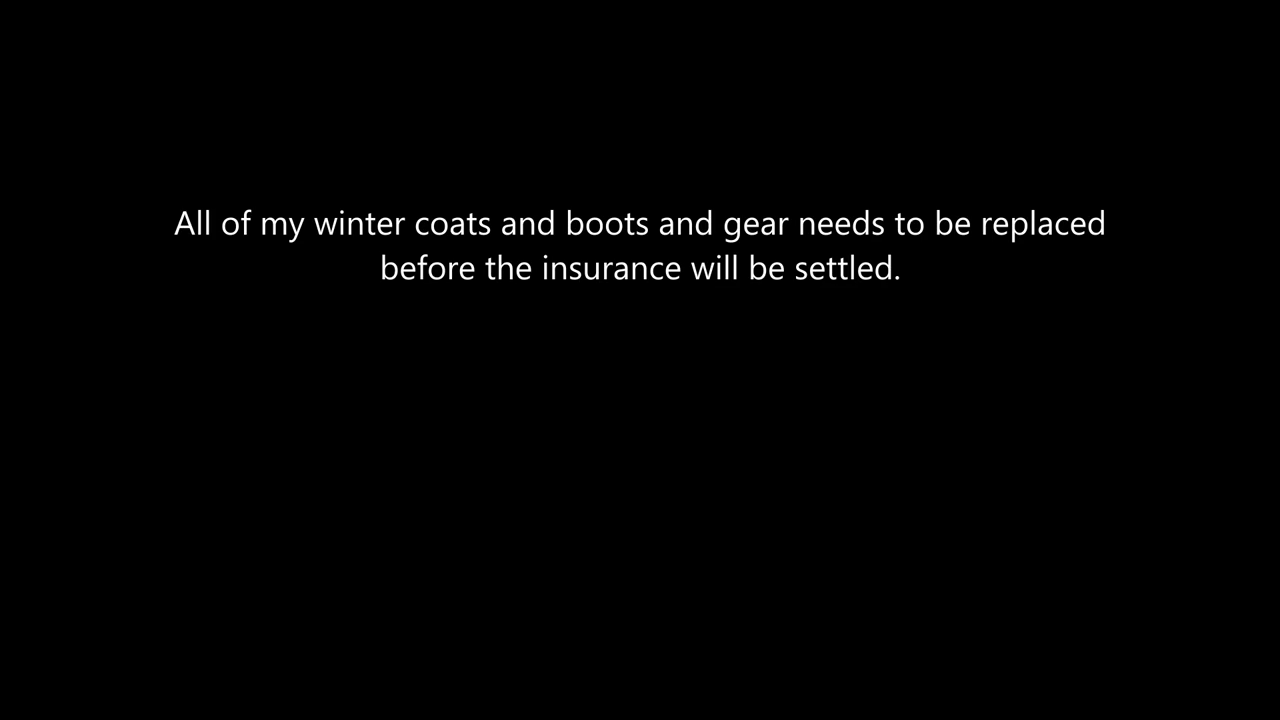 All of my winter coats and boots and gear needs to be replaced
before the insurance will be settled.